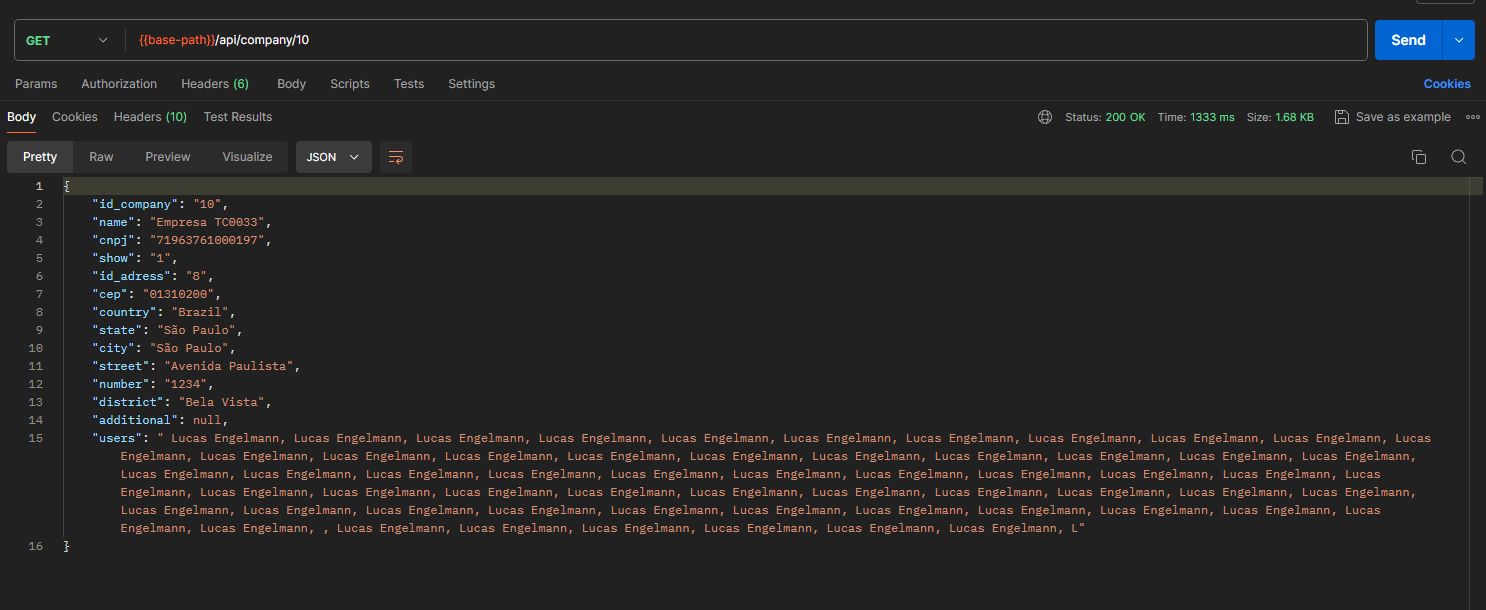 GET {{base-path}}/api/company/10 Send
Params Authorization Headers (6) Body Scripts Tests Settings Cookies
Body Cookies Headers (10) Test Results Status: 200 OK Time: 1333 ms Size: 1.68 KB Save as example
Pretty Raw Preview Visualize JSON
1 {
2 "id_company": "10",
3 "name": "Empresa TC0033",
4 "cnpj": "71963761000197",
5 "show": "1",
6 "id_adress": "8",
7 "cep": "01310200",
8 "country": "Brazil",
9 "state": "São Paulo",
10 "city": "São Paulo",
11 "street": "Avenida Paulista",
12 "number": "1234",
13 "district": "Bela Vista",
14 "additional": null,
15 "users": " Lucas Engelmann, Lucas Engelmann, Lucas Engelmann, Lucas Engelmann, Lucas Engelmann, Lucas Engelmann, Lucas Engelmann, Lucas Engelmann, Lucas Engelmann, Lucas Engelmann, Lucas
Engelmann, Lucas Engelmann, Lucas Engelmann, Lucas Engelmann, Lucas Engelmann, Lucas Engelmann, Lucas Engelmann, Lucas Engelmann, Lucas Engelmann, Lucas Engelmann, Lucas Engelmann,
Lucas Engelmann, Lucas Engelmann, Lucas Engelmann, Lucas Engelmann, Lucas Engelmann, Lucas Engelmann, Lucas Engelmann, Lucas Engelmann, Lucas Engelmann, Lucas Engelmann, Lucas
Engelmann, Lucas Engelmann, Lucas Engelmann, Lucas Engelmann, Lucas Engelmann, Lucas Engelmann, Lucas Engelmann, Lucas Engelmann, Lucas Engelmann, Lucas Engelmann, Lucas Engelmann,
Lucas Engelmann, Lucas Engelmann, Lucas Engelmann, Lucas Engelmann, Lucas Engelmann, Lucas Engelmann, Lucas Engelmann, Lucas Engelmann, Lucas Engelmann, Lucas Engelmann, Lucas
Engelmann, Lucas Engelmann, , Lucas Engelmann, Lucas Engelmann, Lucas Engelmann, Lucas Engelmann, Lucas Engelmann, Lucas Engelmann, L"
16 }